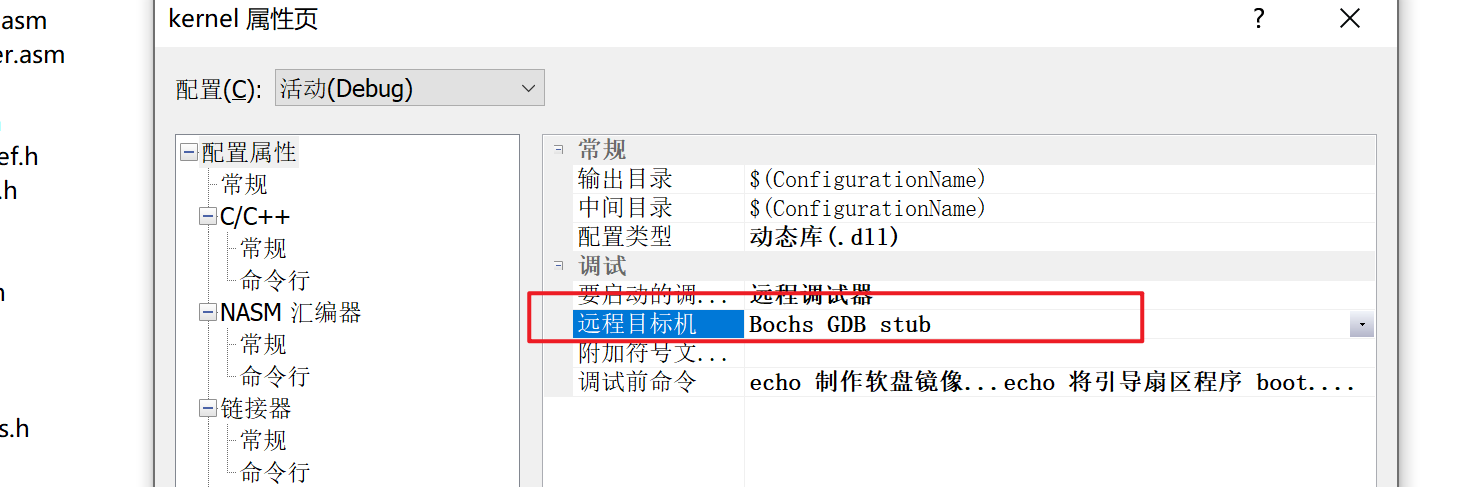 asm
er.asm
ef.h
.h
s.h
kernel 属性页
?
配置(C):
活动(Debug)
配置属性
常规
C/C++
常规
命令行
NASM 汇编器
常规
命令行
链接器
常规
命令行
常规
输出目录 $(ConfigurationName)
中间目录 $(ConfigurationName)
配置类型 动态库(.dll)
调试
要启动的调... 远程调试器
远程目标机 Bochs GDB stub
附加符号文...
调试前命令 echo 制作软盘镜像...echo 将引导扇区程序 boot....